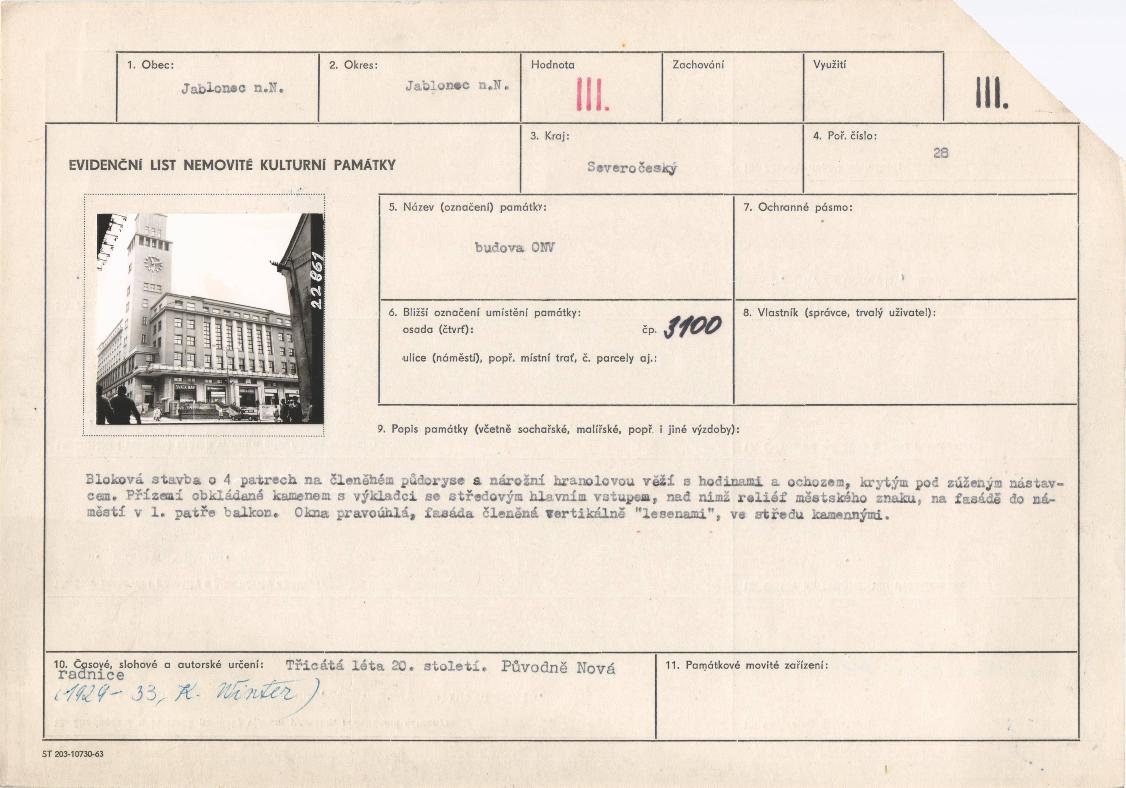 1. Obec:
Jablonec n.N.
2. Okres:
Jablonec n.N.
Hodnota
III.
Zachování
Využití
III.
EVIDENČNÍ LIST NEMOVITÉ KULTURNÍ PAMÁTKY
3. Kraj:
Severočeský
4. Poř. číslo:
28
22861
5. Název (označení) památky:
budova ONV
7. Ochranné pásmo:
6. Bližší označení umístění památky:
osada (čtvrť):
čp. 3100
ulice (náměstí), popř. místní trať, č. parcely aj.:
8. Vlastník (správce, trvalý uživatel):
9. Popis památky (včetně sochařské, malířské, popř. i jiné výzdoby):
Bloková stavba o 4 patrech na členěném půdoryse s nárožní hranolovou věží s hodinami a ochozem, krytým pod zúženým nástav-
cem. Přízemí obkládané kamenem s výkladci se středovým hlavním vstupem, nad nímž reliéf městského znaku, na fasádě do ná-
městí v 1. patře balkon. Okna pravoúhlá, fasáda členěná vertikálně "lesenami", ve středu kamennými.
10. Časové, slohové a autorské určení: Třicátá léta 20. století. Původně Nová
radnice
(1929-33, K. Winter)
11. Památkové movité zařízení:
ST 203-10730-63